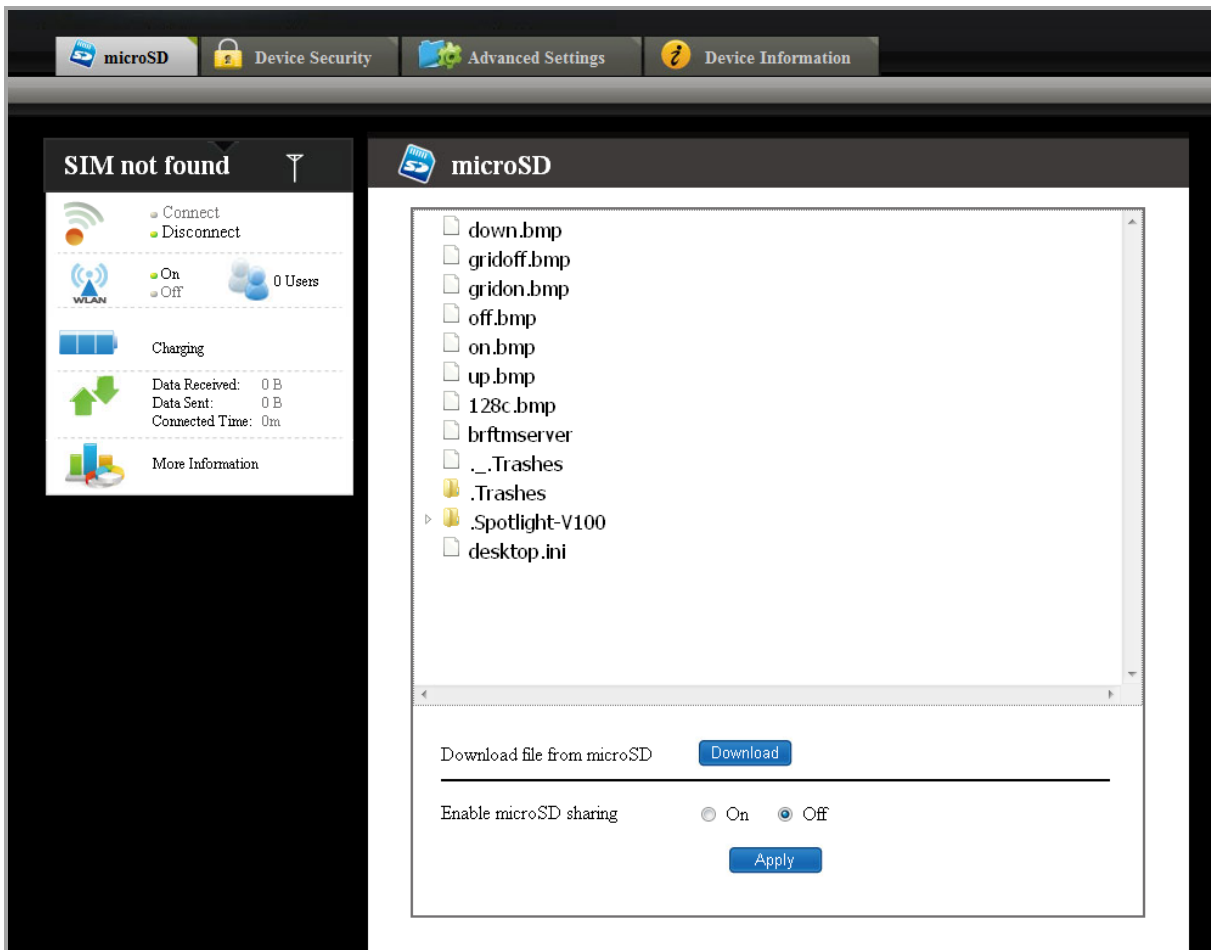 microSD Device Security Advanced Settings Device Information
SIM not found
Connect
Disconnect
WLAN
On
Off
0 Users
Charging
Data Received: 0 B
Data Sent: 0 B
Connected Time: 0m
More Information
microSD
down.bmp
gridoff.bmp
gridon.bmp
off.bmp
on.bmp
up.bmp
128c.bmp
brftmserver
._.Trashes
.Trashes
.Spotlight-V100
desktop.ini
Download file from microSD Download
Enable microSD sharing On Off
Apply